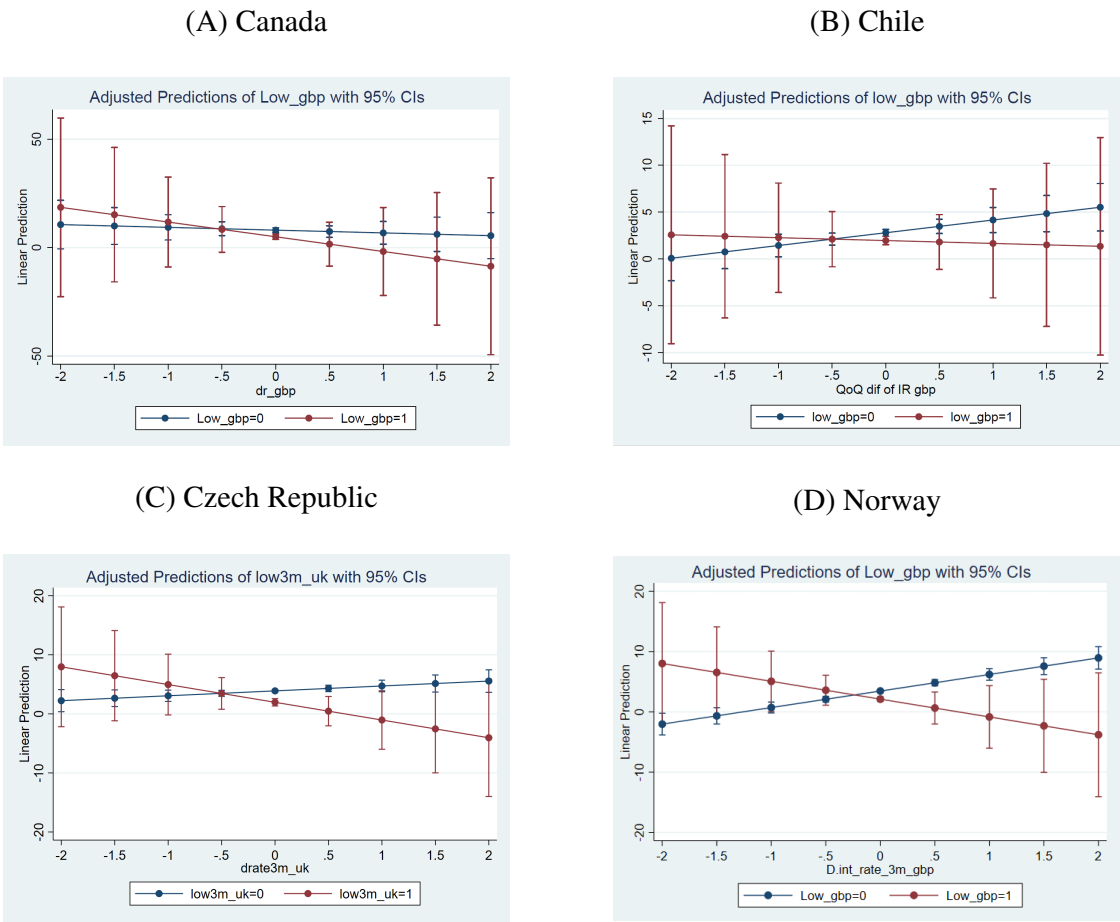 (A) Canada
Adjusted Predictions of Low_gbp with 95% CIs
Linear Prediction
50
0
-50
-2 -1.5 -1 -.5 0 .5 1 1.5 2
dr_gbp
Low_gbp=0 Low_gbp=1
(B) Chile
Adjusted Predictions of low_gbp with 95% CIs
Linear Prediction
15
10
5
0
-5
-10
-2 -1.5 -1 -.5 0 .5 1 1.5 2
QoQ dif of IR gbp
low_gbp=0 low_gbp=1
(C) Czech Republic
Adjusted Predictions of low3m_uk with 95% CIs
Linear Prediction
20
10
0
-10
-20
-2 -1.5 -1 -.5 0 .5 1 1.5 2
drate3m_uk
low3m_uk=0 low3m_uk=1
(D) Norway
Adjusted Predictions of Low_gbp with 95% CIs
Linear Prediction
20
10
0
-10
-20
-2 -1.5 -1 -.5 0 .5 1 1.5 2
D.int_rate_3m_gbp
Low_gbp=0 Low_gbp=1